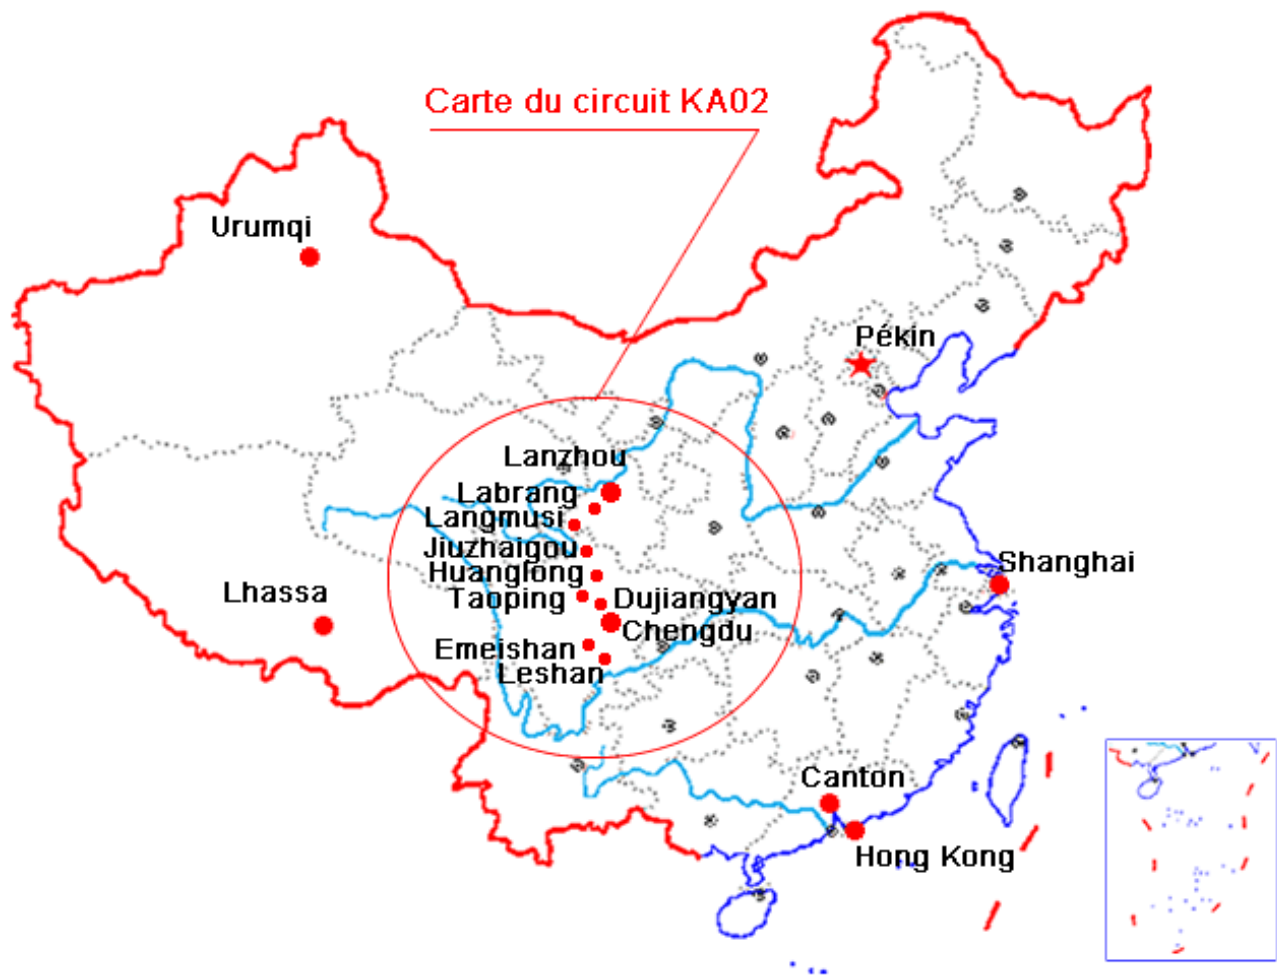 Carte du circuit KA02
Urumqi
Pékin
Lanzhou
Labrang
Langmusi
Jiuzhaigou
Huanglong
Shanghai
Lhassa
Taoping
Dujiangyan
Chengdu
Emeishan
Leshan
Canton
Hong Kong